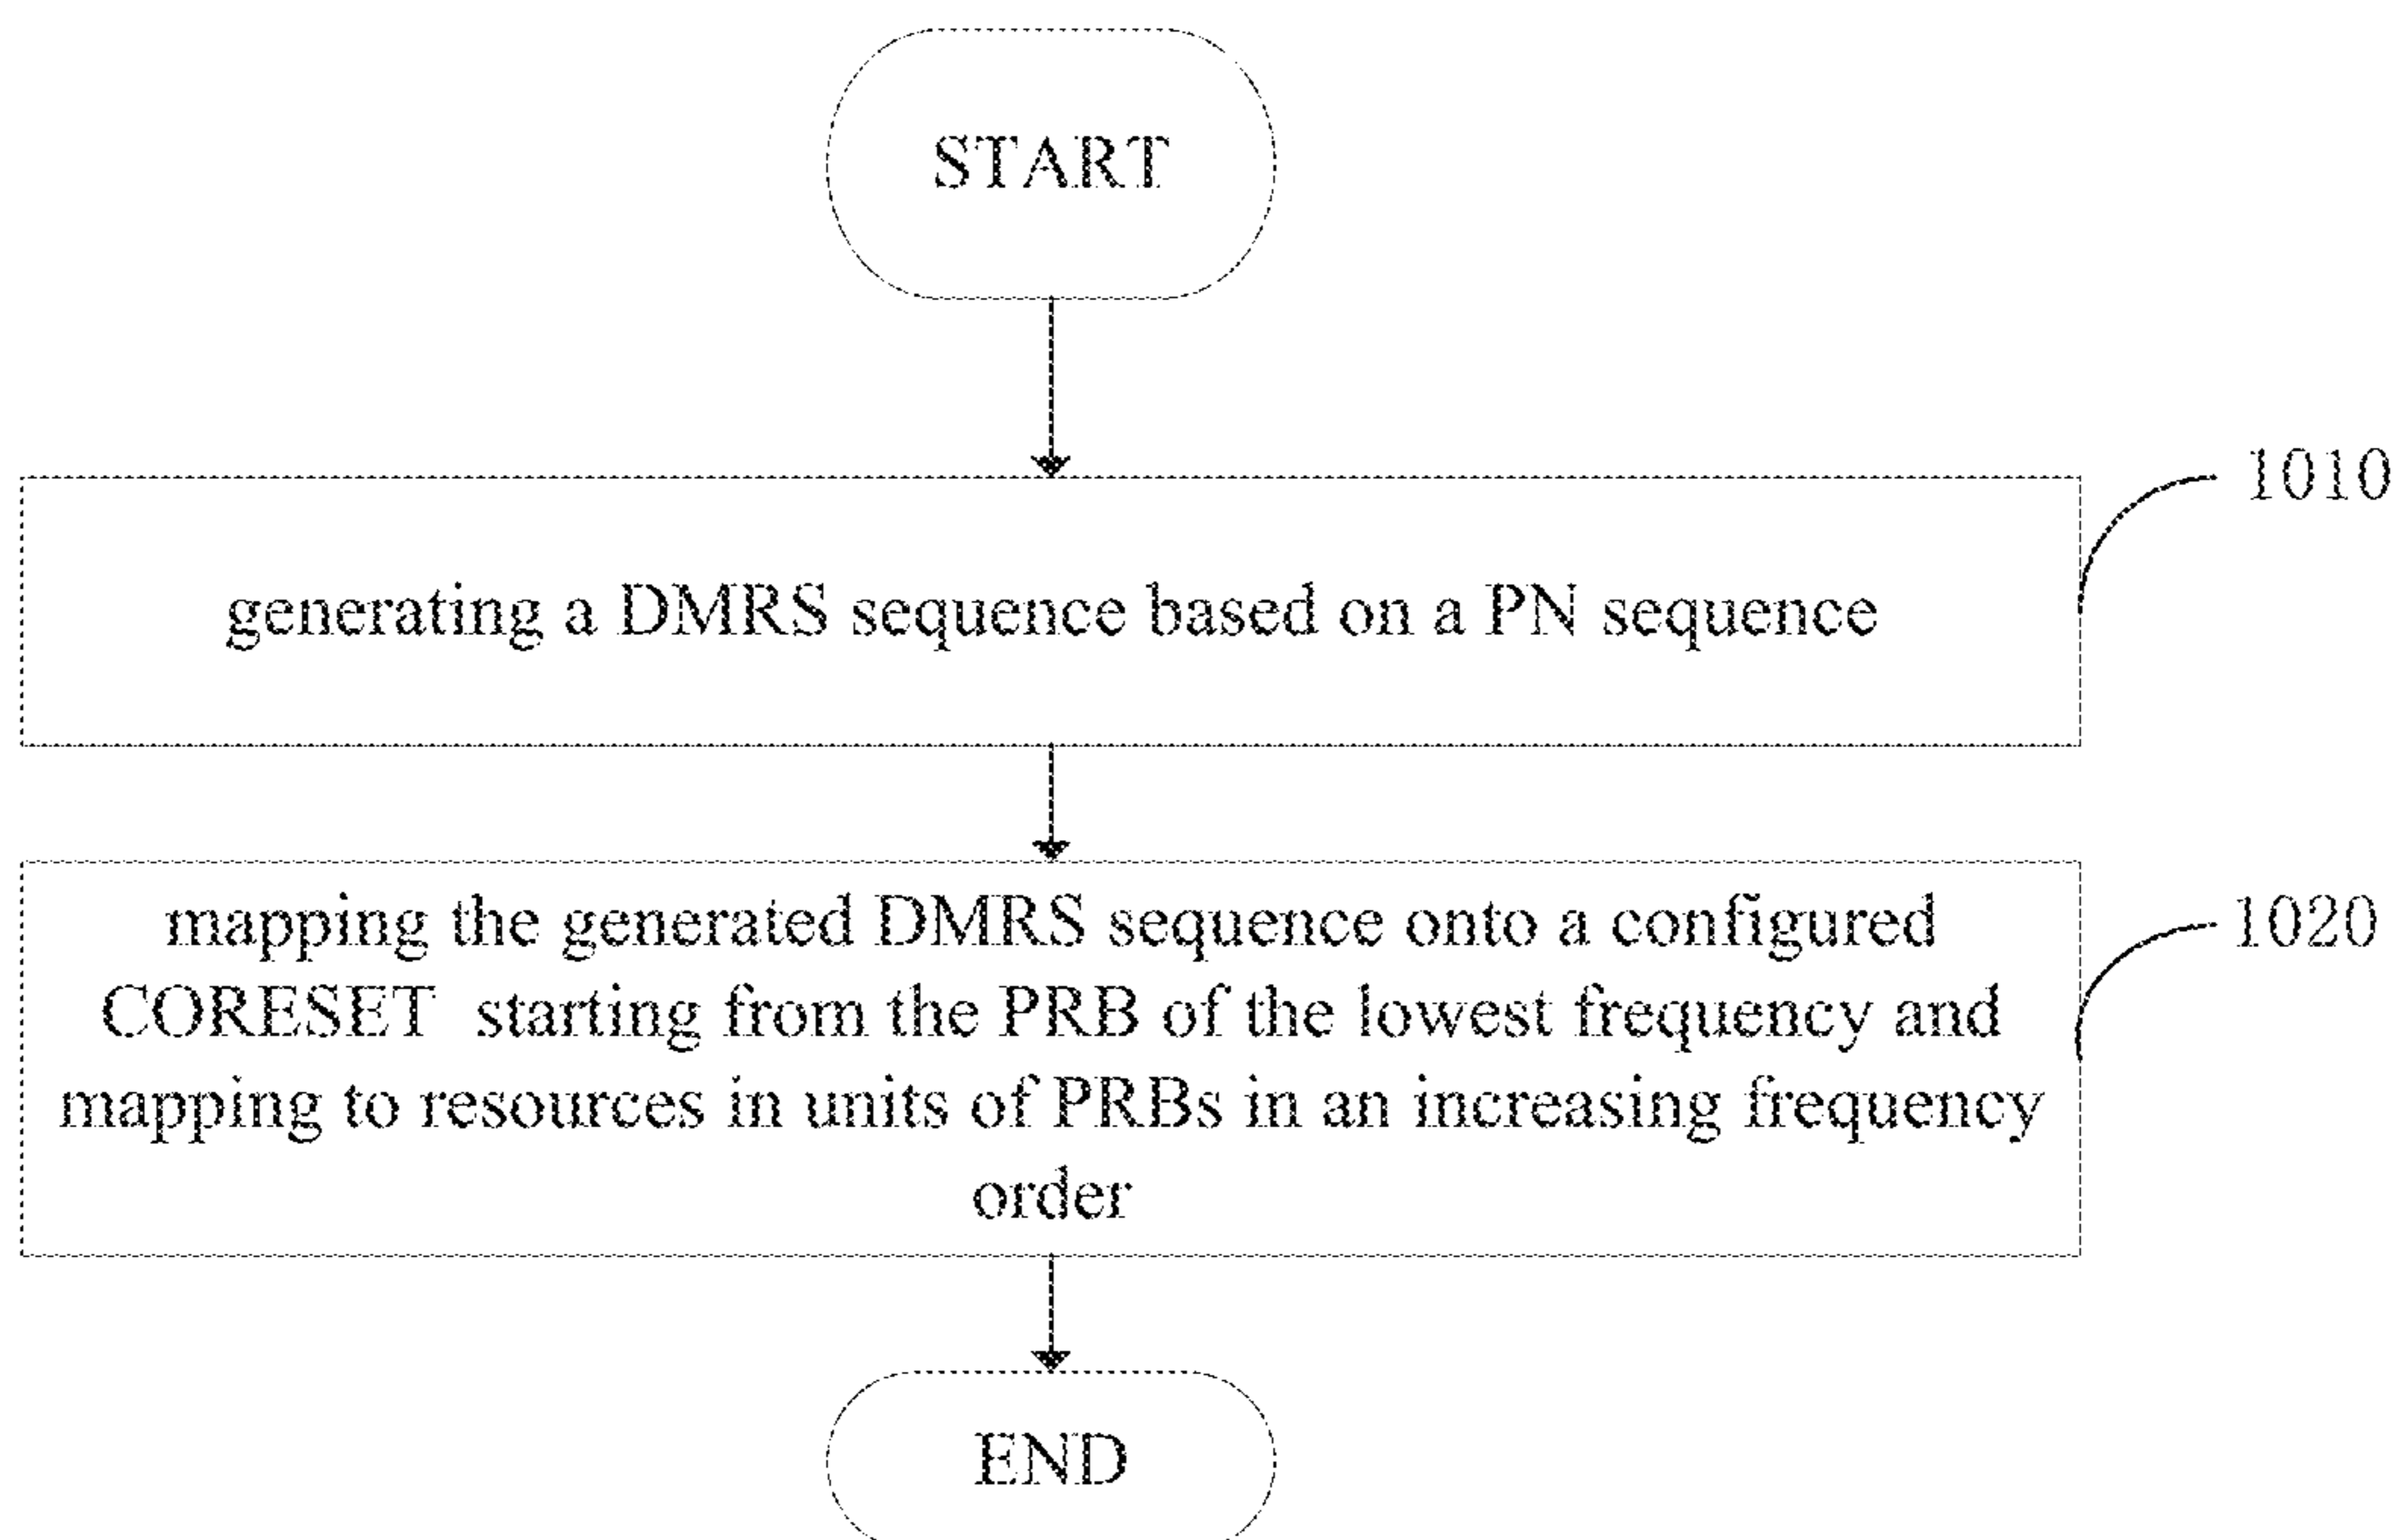 START
1010
generating a DMRS sequence based on a PN sequence
mapping the generated DMRS sequence onto a configured
1020
CORESET starting from the PRB of the lowest frequency and
mapping to resources in units of PRBs in an increasing frequency
order
END